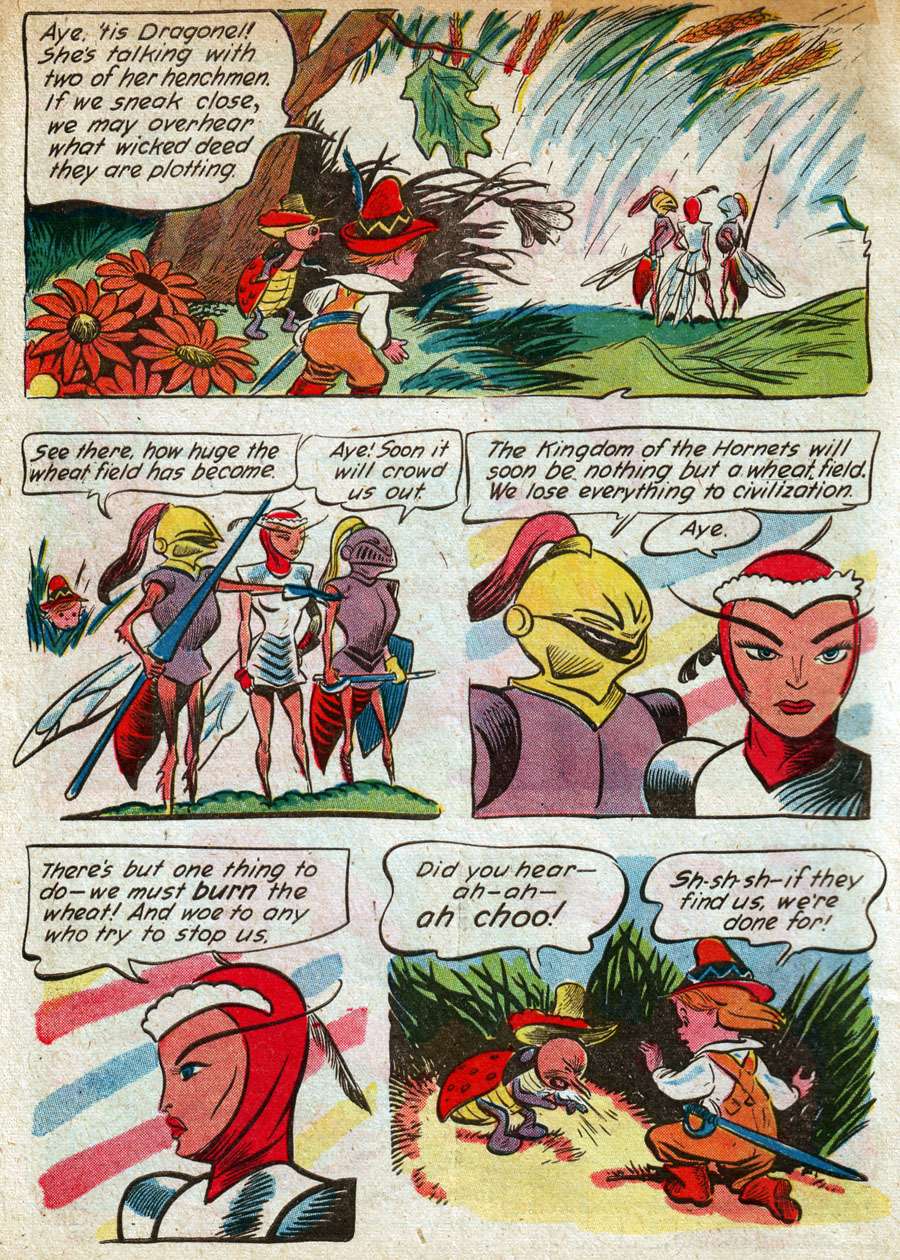 Aye, 'tis Dragonel!
She's talking with
two of her henchmen.
If we sneak close,
we may overhear
what wicked deed
they are plotting.
See there, how huge the
wheat field has become.
Aye! Soon it
will crowd
us out.
The Kingdom of the Hornets will
soon be nothing but a wheat field.
We lose everything to civilization.
Aye.
There's but one thing to
do—we must burn the
wheat! And woe to any
who try to stop us.
Did you hear—
ah-ah—
ah choo!
Sh-sh-sh-if they
find us, we're
done for!